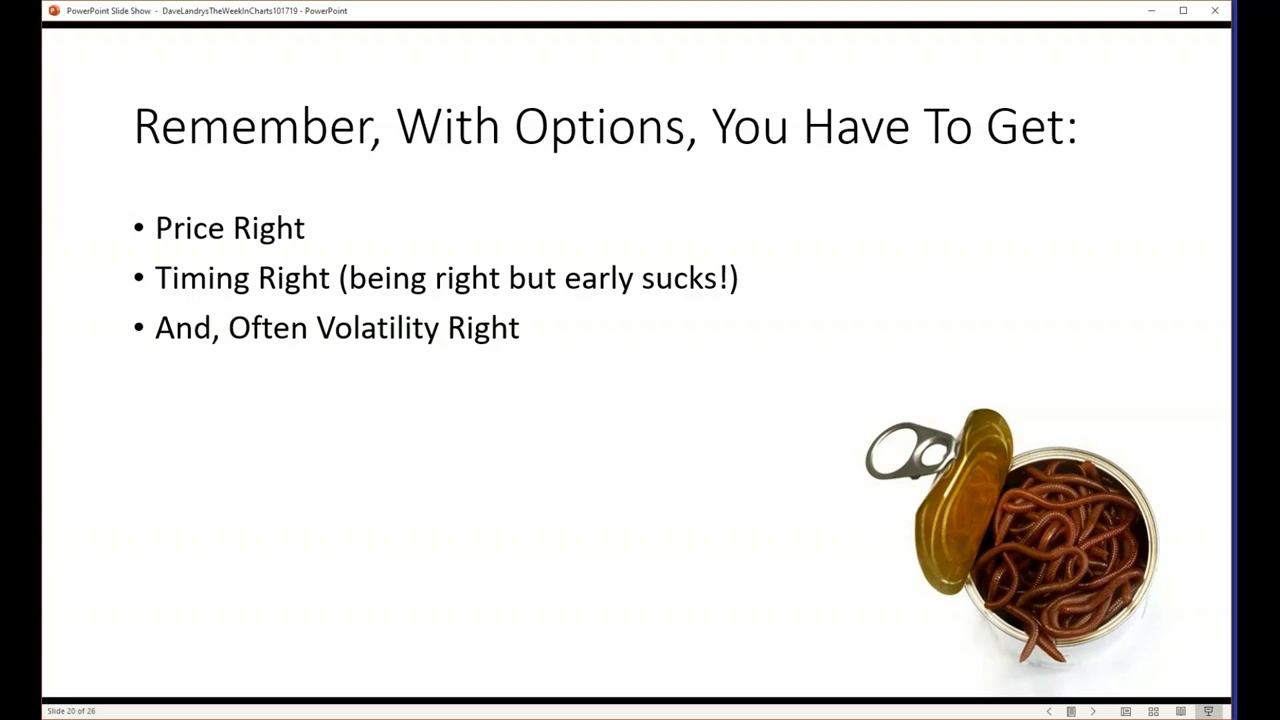 PowerPoint Slide Show - DaveLandrysTheWeekInCharts101719 - PowerPoint
Remember, With Options, You Have To Get:
• Price Right
• Timing Right (being right but early sucks!)
• And, Often Volatility Right
Slide 20 of 26